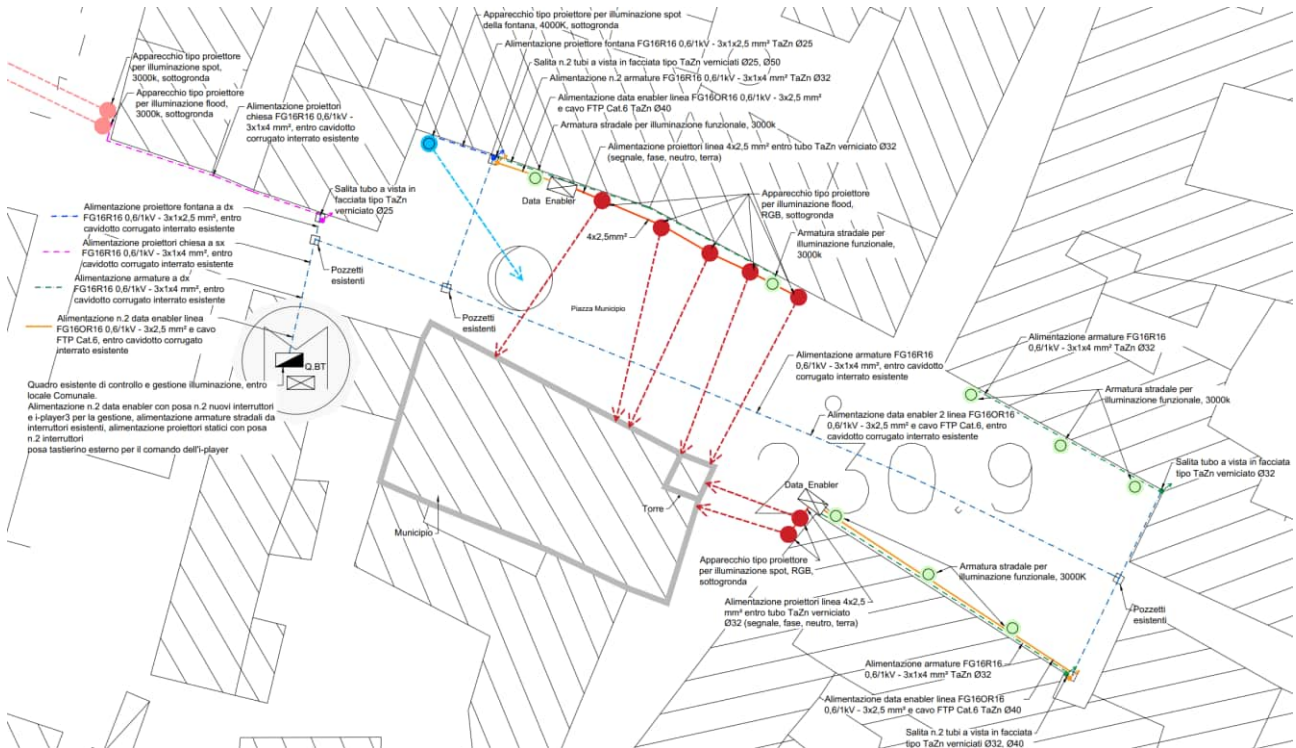 Apparecchio tipo proiettore per illuminazione spot
della fontana, 4000K, sottogronda
Alimentazione proiettore fontana FG16R16 0,6/1kV - 3x1x2,5 mm² TaZn Ø25
Salita n.2 tubi a vista in facciata tipo TaZn verniciati Ø25, Ø50
Alimentazione n.2 armature FG16R16 0,6/1kV - 3x1x4 mm² TaZn Ø32
Alimentazione data enabler linea FG16OR16 0,6/1kV - 3x2,5 mm²
e cavo FTP Cat.6 TaZn Ø40
Armatura stradale per illuminazione funzionale, 3000k
Alimentazione proiettori linea 4x2,5 mm² entro tubo TaZn verniciato Ø32
(segnale, fase, neutro, terra)
Apparecchio tipo proiettore
per illuminazione spot,
3000k, sottogronda
Apparecchio tipo proiettore
per illuminazione flood,
3000k, sottogronda
Alimentazione proiettori
chiesa FG16R16 0,6/1kV -
3x1x4 mm², entro cavidotto
corrugato interrato esistente
Salita tubo a vista in
facciata tipo TaZn
verniciato Ø25
Data Enabler
4x2,5mm²
Apparecchio tipo proiettore
per illuminazione flood,
RGB, sottogronda
Armatura stradale per
illuminazione funzionale,
3000k
Alimentazione proiettore fontana a dx
FG16R16 0,6/1kV - 3x1x2,5 mm², entro
cavidotto corrugato interrato esistente
Alimentazione proiettori chiesa a sx
FG16R16 0,6/1kV - 3x1x4 mm², entro
cavidotto corrugato interrato esistente
Alimentazione armature a dx
FG16R16 0,6/1kV - 3x1x4 mm², entro
cavidotto corrugato interrato esistente
Alimentazione n.2 data enabler linea
FG16OR16 0,6/1kV - 3x2,5 mm² e cavo
FTP Cat.6, entro cavidotto corrugato
interrato esistente
Pozzetti
esistenti
Pozzetti
esistenti
Piazza Municipio
Q.BT
Quadro esistente di controllo e gestione illuminazione, entro
locale Comunale.
Alimentazione n.2 data enabler con posa n.2 nuovi interruttori
e i-player3 per la gestione, alimentazione armature stradali da
interruttori esistenti, alimentazione proiettori statici con posa
n.2 interruttori
posa tastierino esterno per il comando dell'i-player
Alimentazione armature FG16R16
0,6/1kV - 3x1x4 mm², entro cavidotto
corrugato interrato esistente
Alimentazione armature FG16R16
0,6/1kV - 3x1x4 mm² TaZn Ø32
Armatura stradale per
illuminazione funzionale, 3000k
Alimentazione data enabler 2 linea FG16OR16
0,6/1kV - 3x2,5 mm² e cavo FTP Cat.6, entro
cavidotto corrugato interrato esistente
2309.9
Salita tubo a vista in facciata
tipo TaZn verniciato Ø32
Data Enabler
Torre
Municipio
Apparecchio tipo proiettore
per illuminazione spot, RGB,
sottogronda
Armatura stradale per
illuminazione funzionale, 3000K
Alimentazione proiettori linea 4x2,5
mm² entro tubo TaZn verniciato
Ø32 (segnale, fase, neutro, terra)
Pozzetti
esistenti
Alimentazione armature FG16R16
0,6/1kV - 3x1x4 mm² TaZn Ø32
Alimentazione data enabler linea FG16OR16
0,6/1kV - 3x2,5 mm² e cavo FTP Cat.6 TaZn Ø40
Salita n.2 tubi a vista in facciata
tipo TaZn verniciati Ø32, Ø40